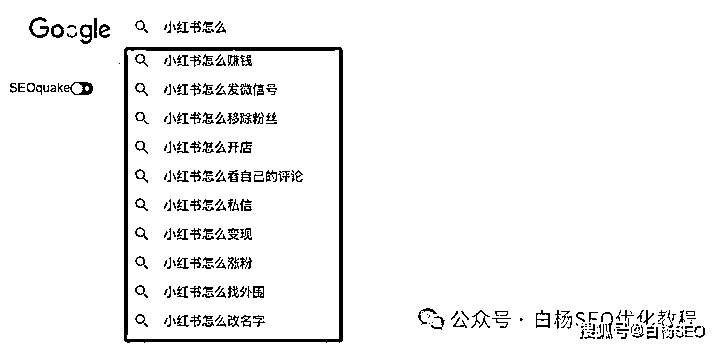 Google 小红书怎么
小红书怎么赚钱
SEOquake
小红书怎么发微信号
小红书怎么移除粉丝
小红书怎么开店
小红书怎么看自己的评论
小红书怎么私信
小红书怎么变现
小红书怎么涨粉
小红书怎么找外围
小红书怎么改名字
公众号 · 白杨SEO优化教程
搜狐号@白杨SEO